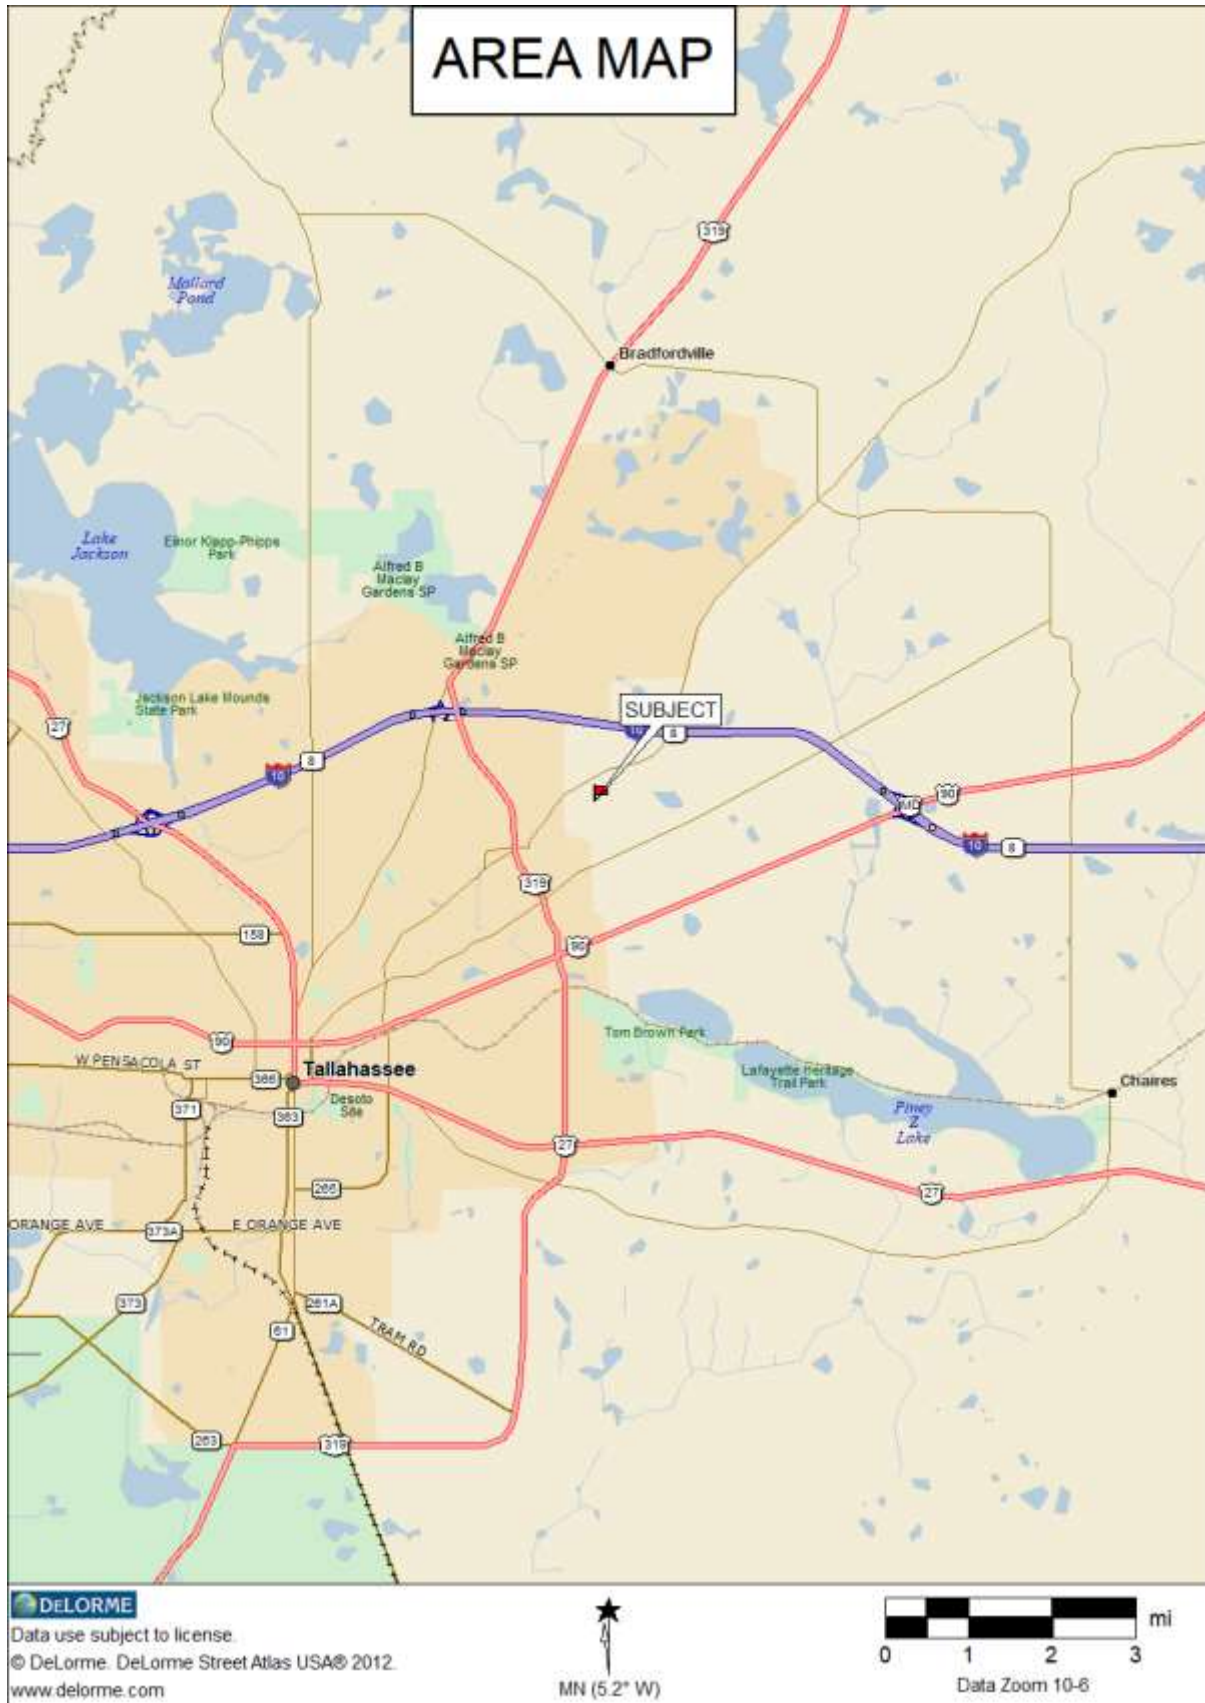 AREA MAP
319
Mallard
Pond
Bradfordville
Lake
Jackson
Elinor Klapp-Phipps
Park
Alfred B
Maclay
Gardens SP
Alfred B
Maclay
Gardens SP
Jackson Lake Mounds
State Park
SUBJECT
27
10
8
10
8
90
10
8
319
158
90
90
Tom Brown Park
W PENSACOLA ST
366
Tallahassee
Lafayette Heritage
Trail Park
Chaires
371
363
Desoto
Site
Piney
Z
Lake
27
265
27
ORANGE AVE
373A
E ORANGE AVE
373
261A
61
TRAM RD
263
319
DELORME
Data use subject to license.
© DeLorme. DeLorme Street Atlas USA® 2012.
www.delorme.com
MN (5.2° W)
mi
0 1 2 3
Data Zoom 10-6